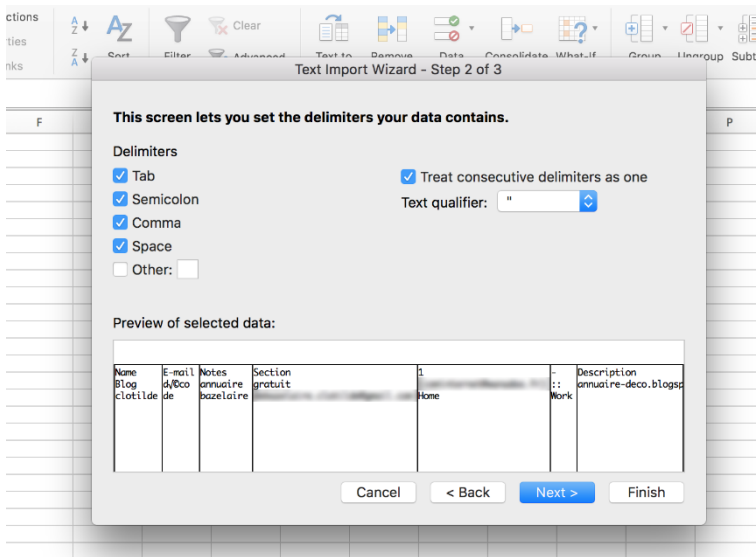 ctions
Clear
ties
nks
Sort
Filter
Advanced
Text to
Remove
Data
Consolidate
What-If
Group
Ungroup
Subt
Text Import Wizard - Step 2 of 3
F
P
This screen lets you set the delimiters your data contains.
Delimiters
Tab
Treat consecutive delimiters as one
Semicolon
Text qualifier: "
Comma
Space
Other:
Preview of selected data:
Name E-mail Notes Section 1 - Description
Blog d√©co annuaire gratuit :: annuaire-deco.blogsp
clotilde de bazelaire Home Work
Cancel < Back Next > Finish